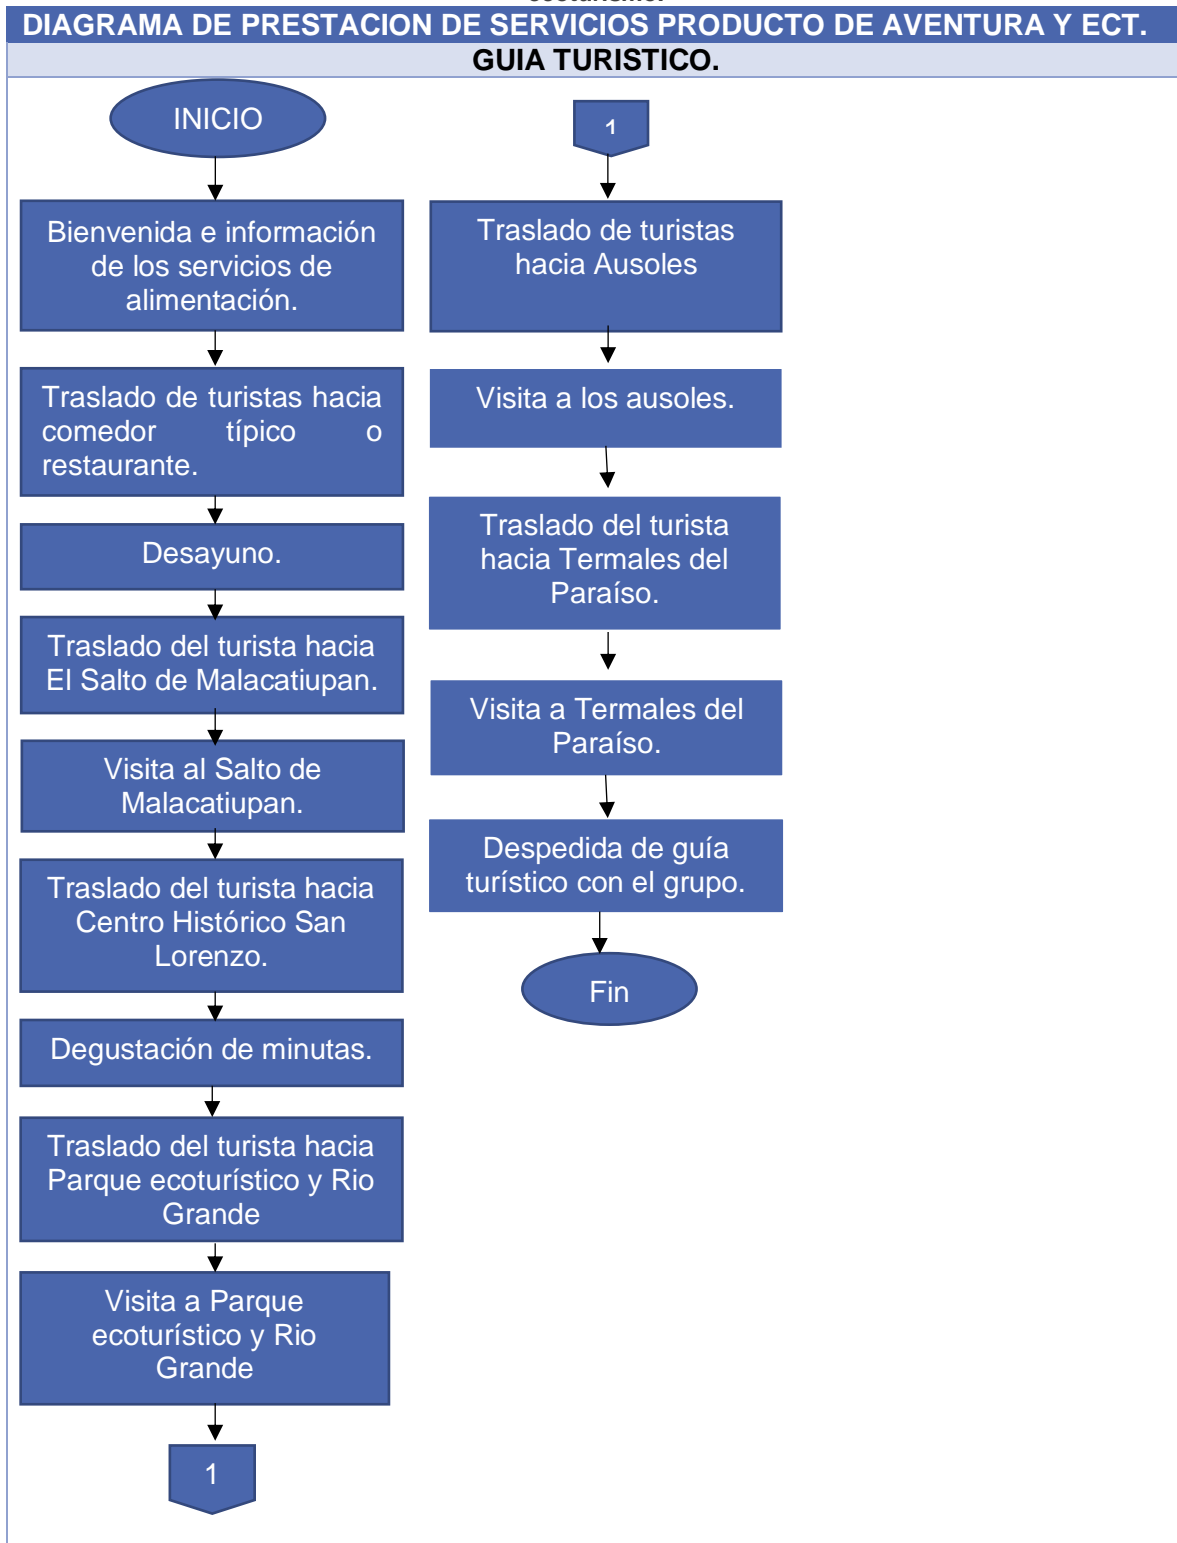 DIAGRAMA DE PRESTACION DE SERVICIOS PRODUCTO DE AVENTURA Y ECT.
GUIA TURISTICO.
INICIO
Bienvenida e información
de los servicios de
alimentación.
Traslado de turistas hacia
comedor típico o
restaurante.
Desayuno.
Traslado del turista hacia
El Salto de Malacatiupan.
Visita al Salto de
Malacatiupan.
Traslado del turista hacia
Centro Histórico San
Lorenzo.
Degustación de minutas.
Traslado del turista hacia
Parque ecoturístico y Rio
Grande
Visita a Parque
ecoturístico y Rio
Grande
1
1
Traslado de turistas
hacia Ausoles
Visita a los ausoles.
Traslado del turista
hacia Termales del
Paraíso.
Visita a Termales del
Paraíso.
Despedida de guía
turístico con el grupo.
Fin